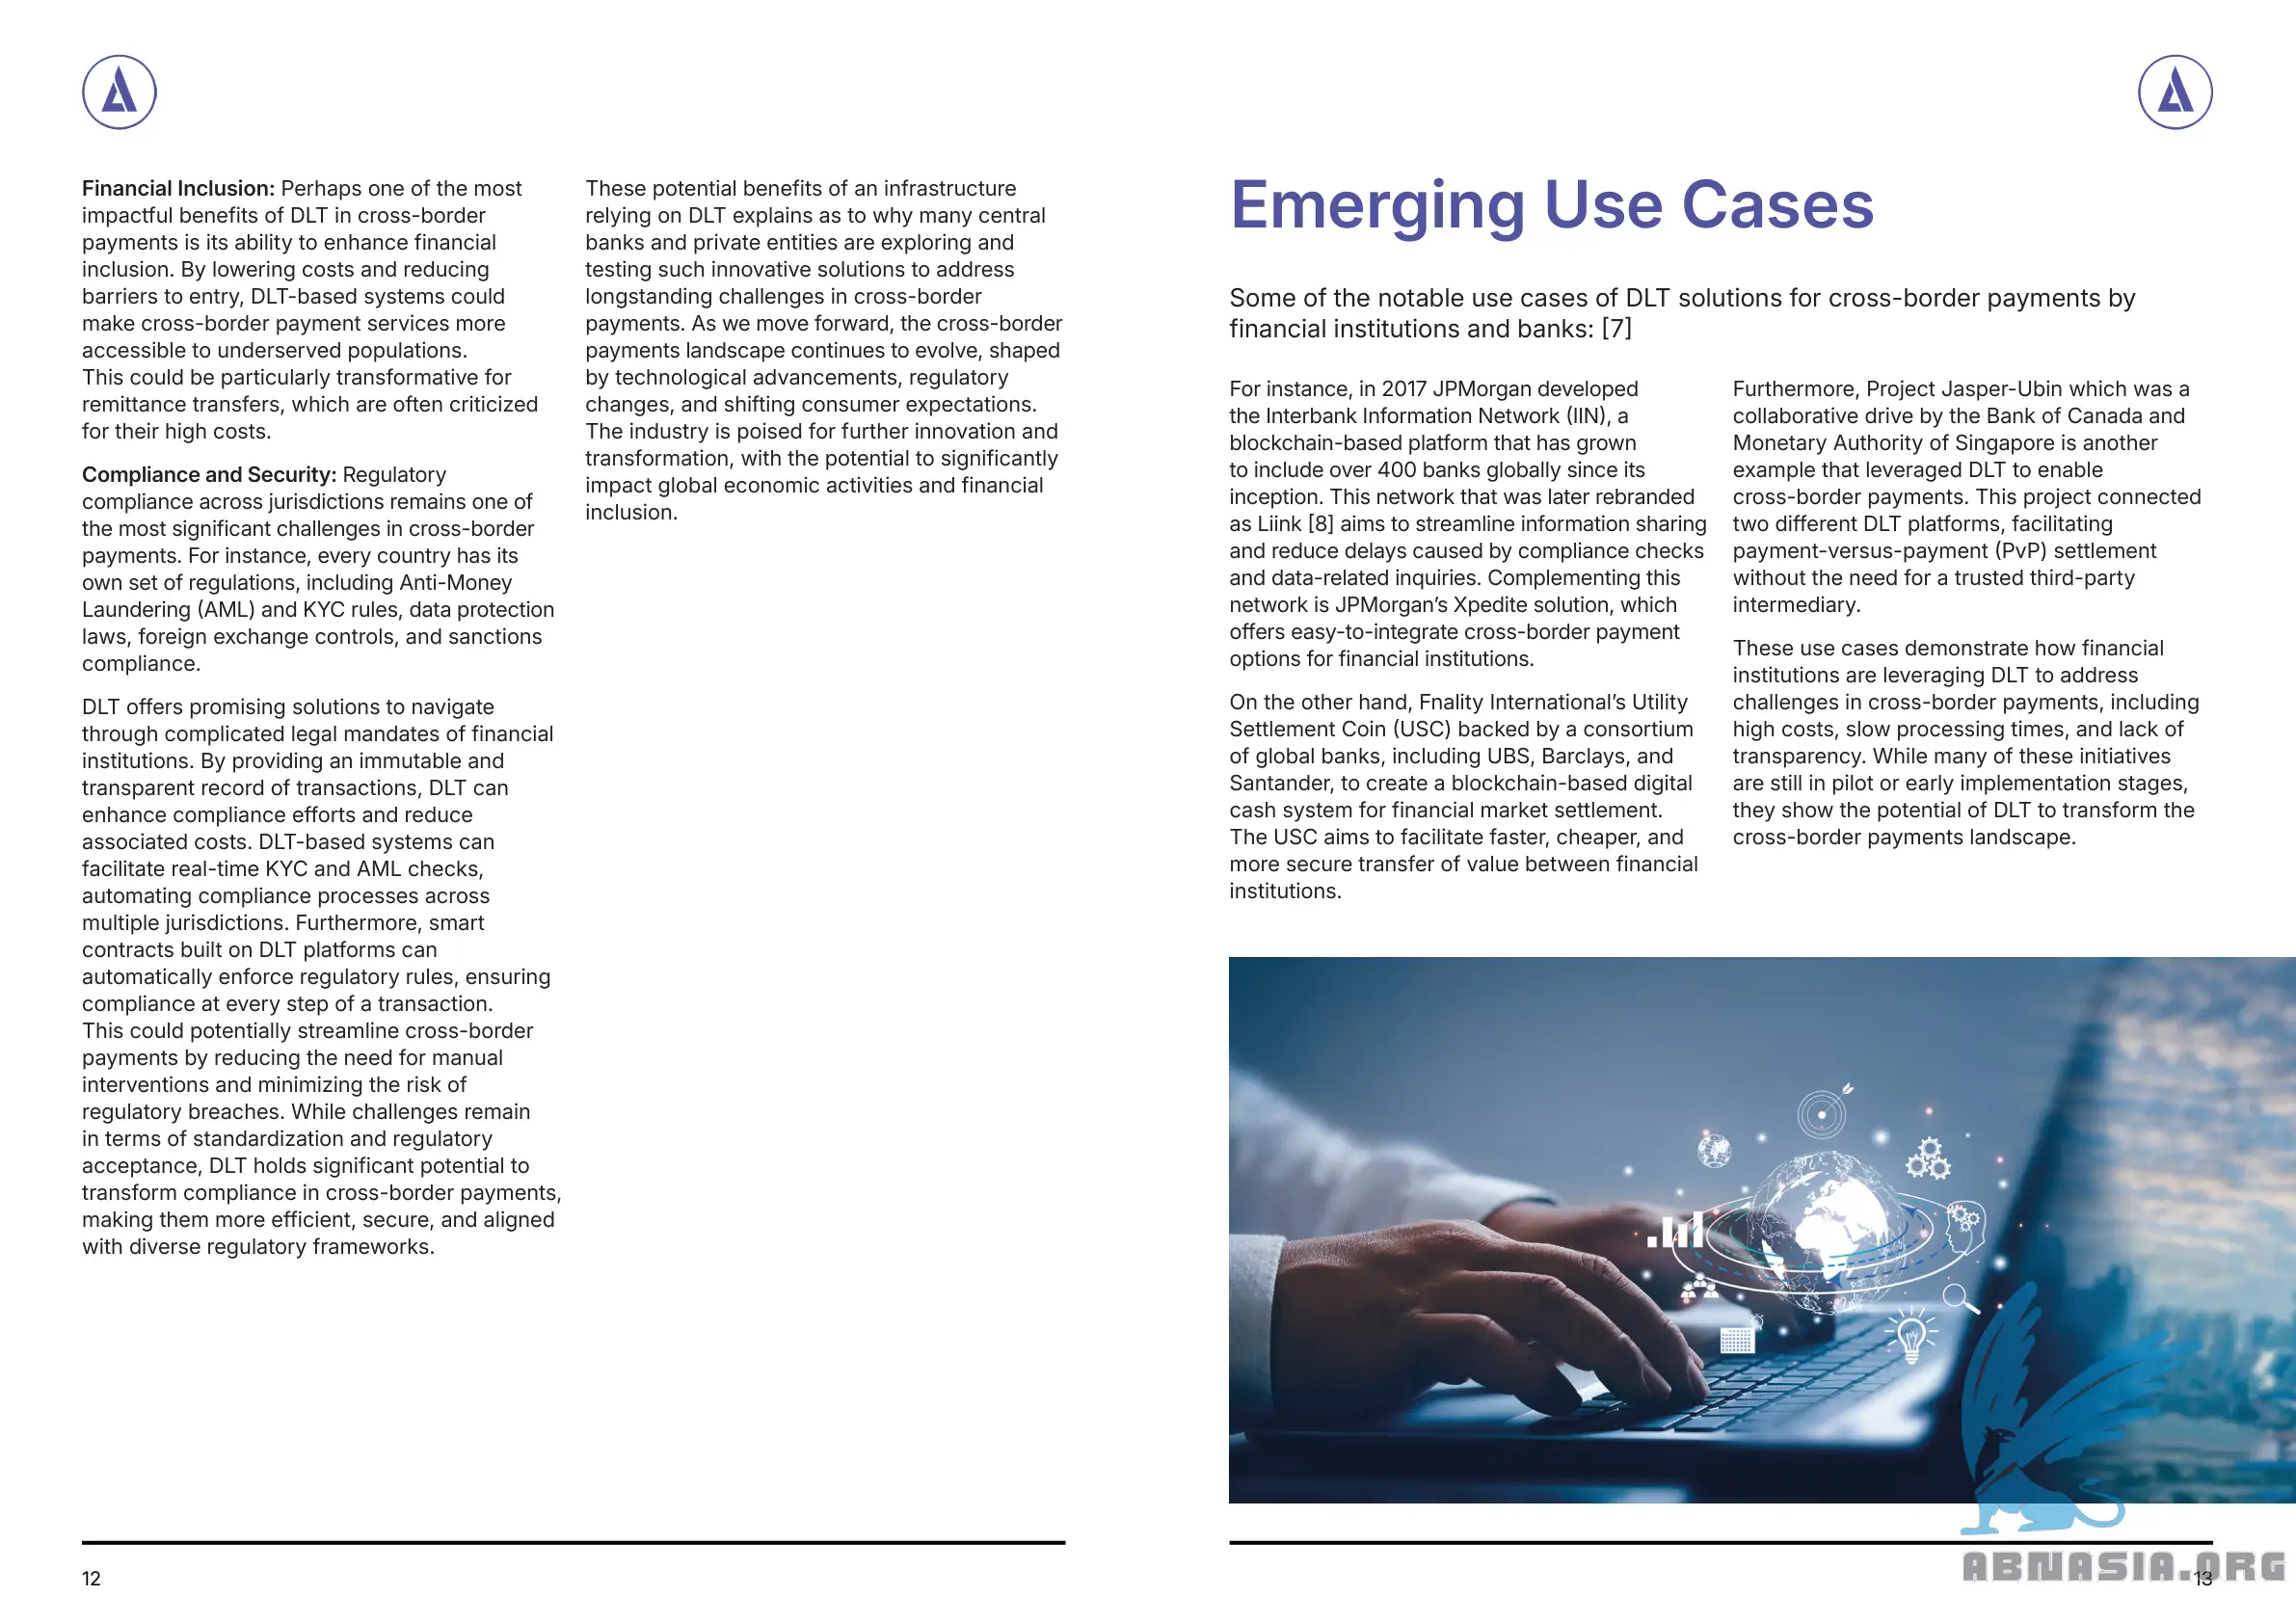 Financial Inclusion: Perhaps one of the most
impactful benefits of DLT in cross-border
payments is its ability to enhance financial
inclusion. By lowering costs and reducing
barriers to entry, DLT-based systems could
make cross-border payment services more
accessible to underserved populations.
This could be particularly transformative for
remittance transfers, which are often criticized
for their high costs.
Compliance and Security: Regulatory
compliance across jurisdictions remains one of
the most significant challenges in cross-border
payments. For instance, every country has its
own set of regulations, including Anti-Money
Laundering (AML) and KYC rules, data protection
laws, foreign exchange controls, and sanctions
compliance.
DLT offers promising solutions to navigate
through complicated legal mandates of financial
institutions. By providing an immutable and
transparent record of transactions, DLT can
enhance compliance efforts and reduce
associated costs. DLT-based systems can
facilitate real-time KYC and AML checks,
automating compliance processes across
multiple jurisdictions. Furthermore, smart
contracts built on DLT platforms can
automatically enforce regulatory rules, ensuring
compliance at every step of a transaction.
This could potentially streamline cross-border
payments by reducing the need for manual
interventions and minimizing the risk of
regulatory breaches. While challenges remain
in terms of standardization and regulatory
acceptance, DLT holds significant potential to
transform compliance in cross-border payments,
making them more efficient, secure, and aligned
with diverse regulatory frameworks.
These potential benefits of an infrastructure
relying on DLT explains as to why many central
banks and private entities are exploring and
testing such innovative solutions to address
longstanding challenges in cross-border
payments. As we move forward, the cross-border
payments landscape continues to evolve, shaped
by technological advancements, regulatory
changes, and shifting consumer expectations.
The industry is poised for further innovation and
transformation, with the potential to significantly
impact global economic activities and financial
inclusion.
12
Emerging Use Cases
Some of the notable use cases of DLT solutions for cross-border payments by
financial institutions and banks: [7]
For instance, in 2017 JPMorgan developed
the Interbank Information Network (IIN), a
blockchain-based platform that has grown
to include over 400 banks globally since its
inception. This network that was later rebranded
as Liink [8] aims to streamline information sharing
and reduce delays caused by compliance checks
and data-related inquiries. Complementing this
network is JPMorgan's Xpedite solution, which
offers easy-to-integrate cross-border payment
options for financial institutions.
On the other hand, Fnality International's Utility
Settlement Coin (USC) backed by a consortium
of global banks, including UBS, Barclays, and
Santander, to create a blockchain-based digital
cash system for financial market settlement.
The USC aims to facilitate faster, cheaper, and
more secure transfer of value between financial
institutions.
Furthermore, Project Jasper-Ubin which was a
collaborative drive by the Bank of Canada and
Monetary Authority of Singapore is another
example that leveraged DLT to enable
cross-border payments. This project connected
two different DLT platforms, facilitating
payment-versus-payment (PvP) settlement
without the need for a trusted third-party
intermediary.
These use cases demonstrate how financial
institutions are leveraging DLT to address
challenges in cross-border payments, including
high costs, slow processing times, and lack of
transparency. While many of these initiatives
are still in pilot or early implementation stages,
they show the potential of DLT to transform the
cross-border payments landscape.
ABNASIA.ORG
13